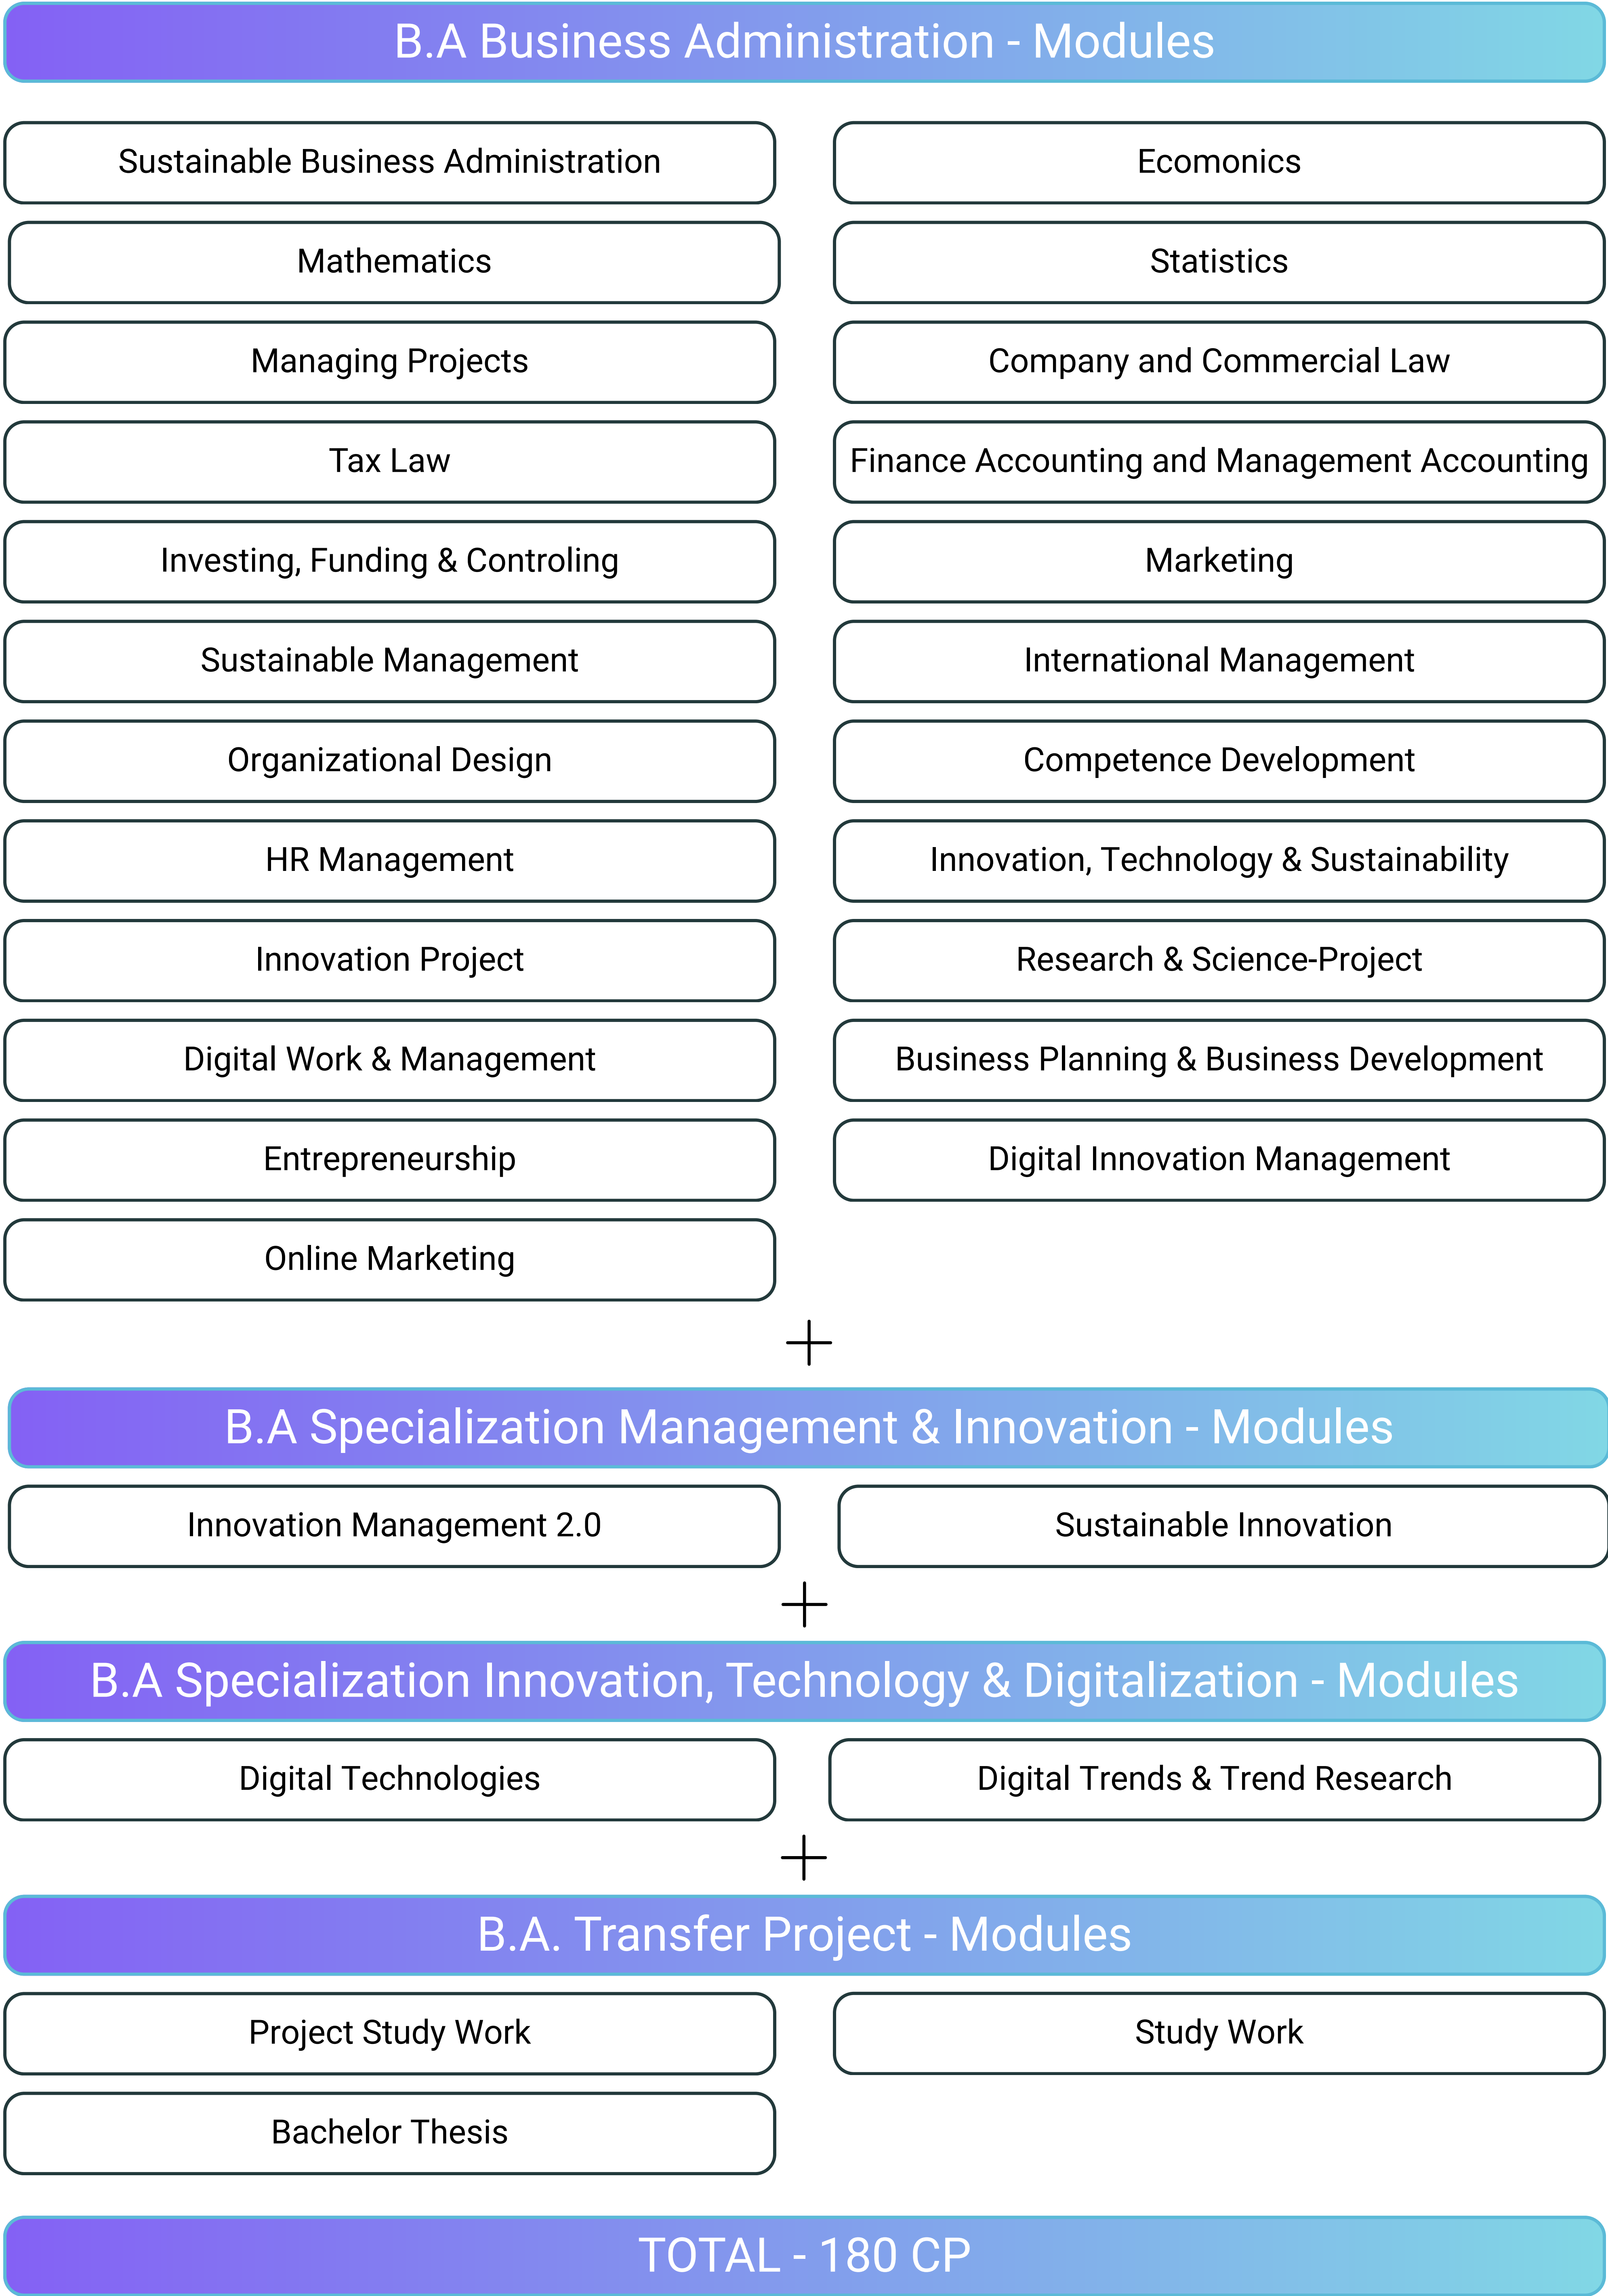 B.A Business Administration - Modules
Sustainable Business Administration
Ecomonics
Mathematics
Statistics
Managing Projects
Company and Commercial Law
Tax Law
Finance Accounting and Management Accounting
Investing, Funding & Controling
Marketing
Sustainable Management
International Management
Organizational Design
Competence Development
HR Management
Innovation, Technology & Sustainability
Innovation Project
Research & Science-Project
Digital Work & Management
Business Planning & Business Development
Entrepreneurship
Digital Innovation Management
Online Marketing
+
B.A Specialization Management & Innovation - Modules
Innovation Management 2.0
Sustainable Innovation
+
B.A Specialization Innovation, Technology & Digitalization - Modules
Digital Technologies
Digital Trends & Trend Research
+
B.A. Transfer Project - Modules
Project Study Work
Study Work
Bachelor Thesis
TOTAL - 180 CP